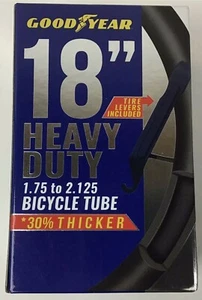 GOODYEAR
18"
TIRE
LEVERS
INCLUDED
HEAVY
DUTY
1.75 to 2.125
BICYCLE TUBE
*30% THICKER